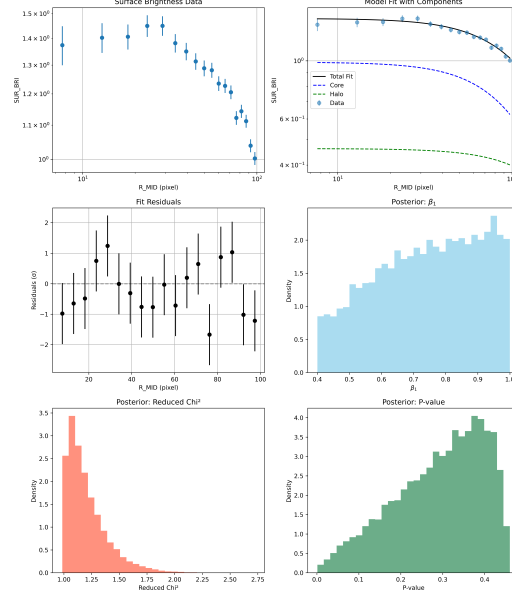 Surface Brightness Data
1.5 × 10⁰
1.4 × 10⁰
1.3 × 10⁰
1.2 × 10⁰
1.1 × 10⁰
10⁰
SUR_BRI
10¹
10²
R_MID (pixel)
Model Fit with Components
10⁰
6 × 10⁻¹
4 × 10⁻¹
SUR_BRI
Total Fit
Core
Halo
Data
10¹
10
R_MID (pixel)
Fit Residuals
2
1
0
−1
−2
Residuals (σ)
20
40
60
80
100
R_MID (pixel)
Posterior: β₁
2.0
1.5
1.0
0.5
0.0
Density
0.4
0.5
0.6
0.7
0.8
0.9
1.0
β₁
Posterior: Reduced Chi²
3.5
3.0
2.5
2.0
1.5
1.0
0.5
0.0
Density
1.00
1.25
1.50
1.75
2.00
2.25
2.50
2.75
Reduced Chi²
Posterior: P-value
4.0
3.5
3.0
2.5
2.0
1.5
1.0
0.5
0.0
Density
0.0
0.1
0.2
0.3
0.4
P-value